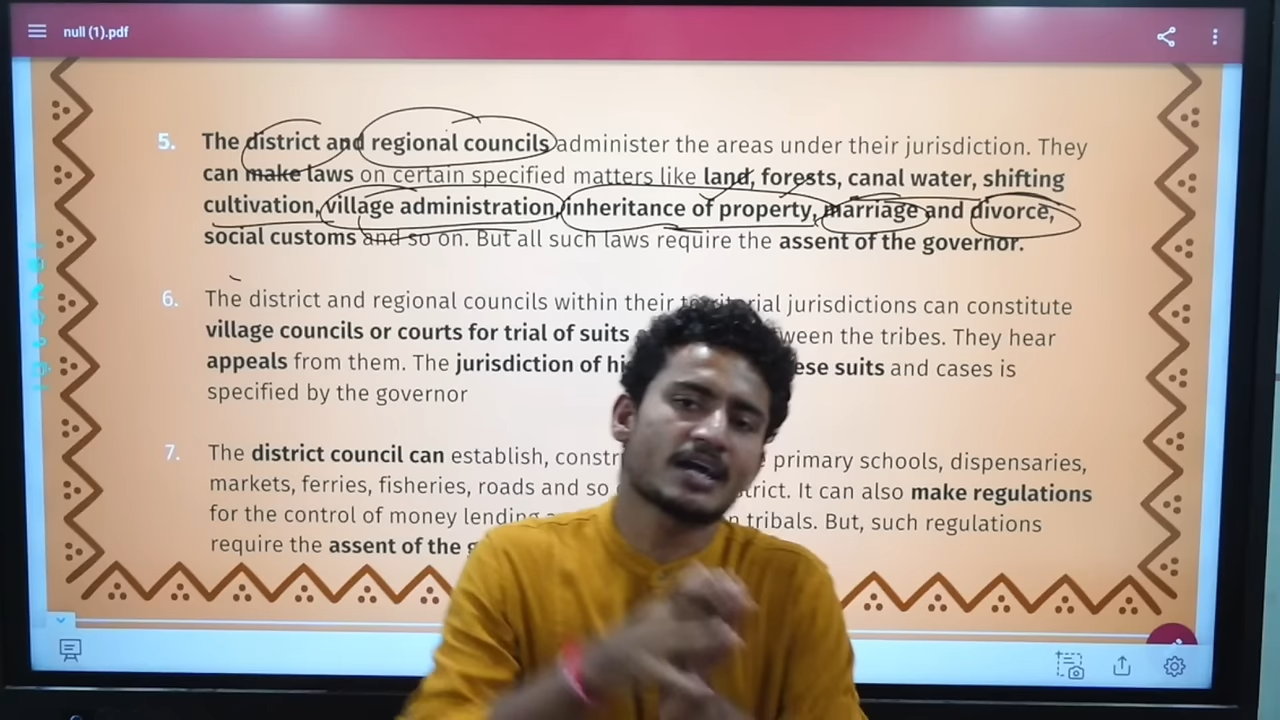 null (1).pdf
5. The district and regional councils administer the areas under their jurisdiction. They
can make laws on certain specified matters like land, forests, canal water, shifting
cultivation, village administration, inheritance of property, marriage and divorce,
social customs and so on. But all such laws require the assent of the governor.
6. The district and regional councils within their territorial jurisdictions can constitute
village councils or courts for trial of suits ween the tribes. They hear
appeals from them. The jurisdiction of hi ese suits and cases is
specified by the governor
7. The district council can establish, constr primary schools, dispensaries,
markets, ferries, fisheries, roads and so trict. It can also make regulations
for the control of money lending n tribals. But, such regulations
require the assent of the g